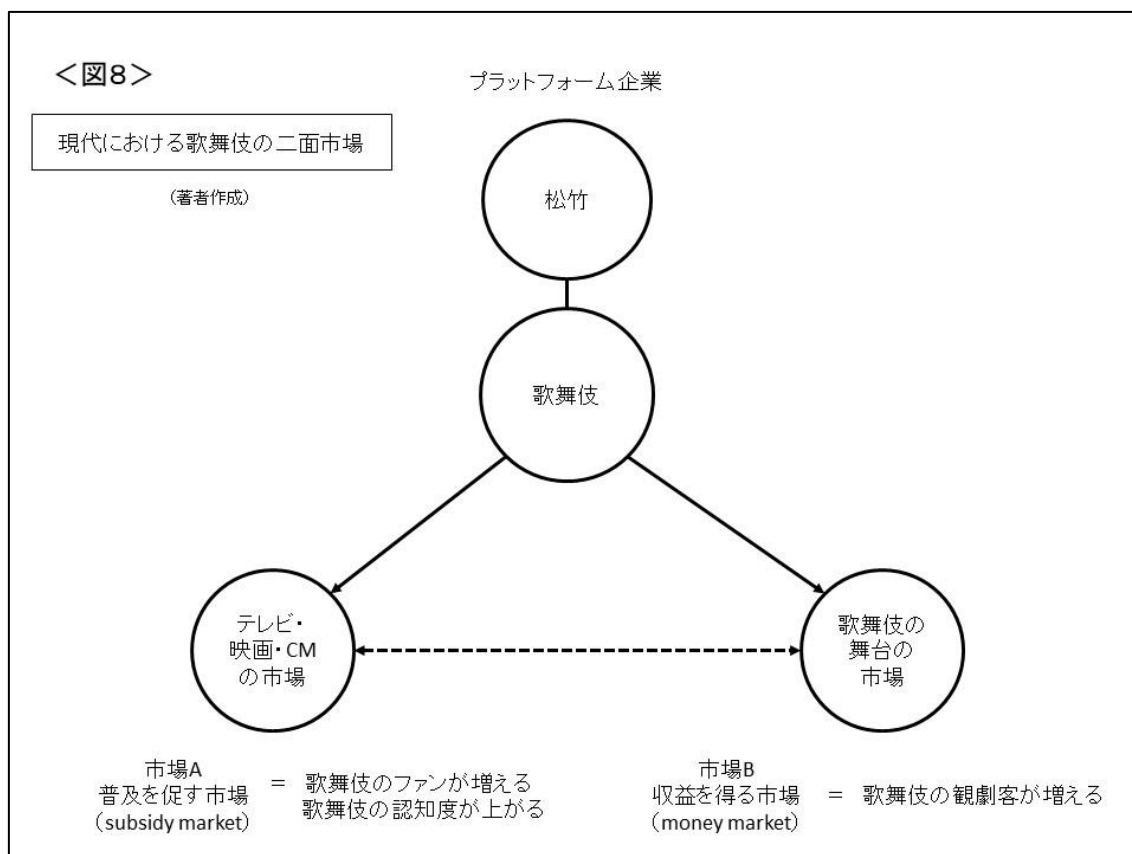 ＜図８＞
プラットフォーム企業
現代における歌舞伎の二面市場
（著者作成）
松竹
歌舞伎
テレビ・
映画・CM
の市場
歌舞伎の
舞台の
市場
市場A
普及を促す市場
（subsidy market）
＝ 歌舞伎のファンが増える
歌舞伎の認知度が上がる
市場B
収益を得る市場
（money market）
＝ 歌舞伎の観劇客が増える